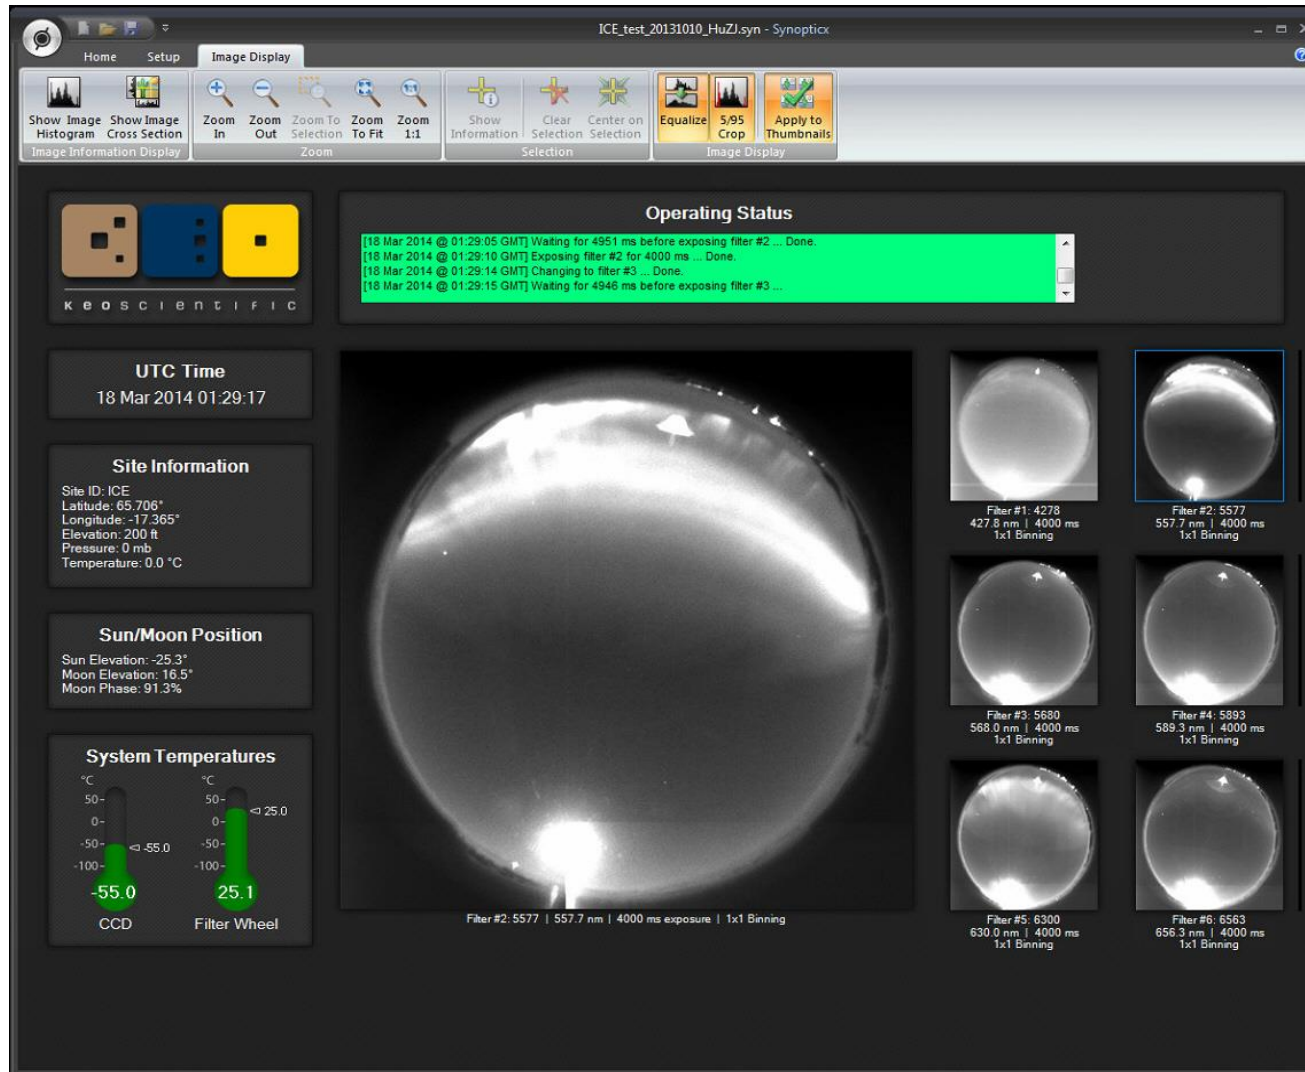 ICE_test_20131010_HuZJ.syn - Synopticx
Home Setup Image Display
Show Image Histogram
Show Image Cross Section
Zoom In
Zoom Out
Zoom To Selection
Zoom To Fit
Zoom 1:1
Show Information
Clear Selection
Center on Selection
Equalize
5/95 Crop
Apply to Thumbnails
Image Information Display
Zoom
Selection
Image Display
KEOSCIENTIFIC
Operating Status
[18 Mar 2014 @ 01:29:05 GMT] Waiting for 4951 ms before exposing filter #2 ... Done.
[18 Mar 2014 @ 01:29:10 GMT] Exposing filter #2 for 4000 ms ... Done.
[18 Mar 2014 @ 01:29:14 GMT] Changing to filter #3 ... Done.
[18 Mar 2014 @ 01:29:15 GMT] Waiting for 4946 ms before exposing filter #3 ...
UTC Time
18 Mar 2014 01:29:17
Site Information
Site ID: ICE
Latitude: 65.706°
Longitude: -17.365°
Elevation: 200 ft
Pressure: 0 mb
Temperature: 0.0 °C
Sun/Moon Position
Sun Elevation: -25.3°
Moon Elevation: 16.5°
Moon Phase: 91.3%
System Temperatures
°C
50
0
-50
-100
-55.0
-55.0
CCD
°C
50
0
-50
-100
25.0
25.1
Filter Wheel
Filter #2: 5577 | 557.7 nm | 4000 ms exposure | 1x1 Binning
Filter #1: 4278
427.8 nm | 4000 ms
1x1 Binning
Filter #2: 5577
557.7 nm | 4000 ms
1x1 Binning
Filter #3: 5680
568.0 nm | 4000 ms
1x1 Binning
Filter #4: 5893
589.3 nm | 4000 ms
1x1 Binning
Filter #5: 6300
630.0 nm | 4000 ms
1x1 Binning
Filter #6: 6563
656.3 nm | 4000 ms
1x1 Binning